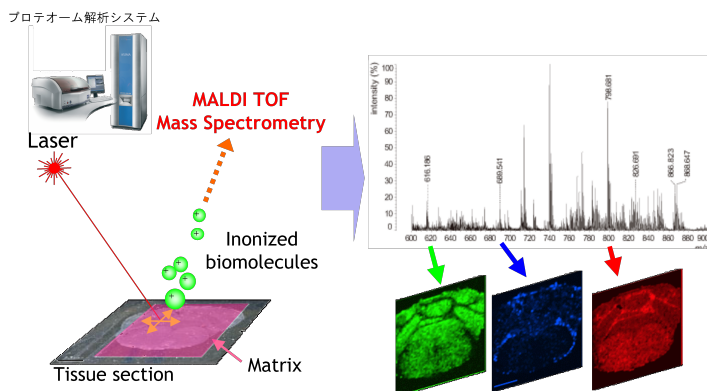 プロテオーム解析システム
Laser
MALDI TOF
Mass Spectrometry
Inonized
biomolecules
Matrix
Tissue section
intensity (%)
100
90
80
70
60
50
40
30
20
10
0
616.186
689.541
798.681
826.691
866.823
868.647
600 620 640 660 680 700 720 740 760 780 800 820 840 860 880 900